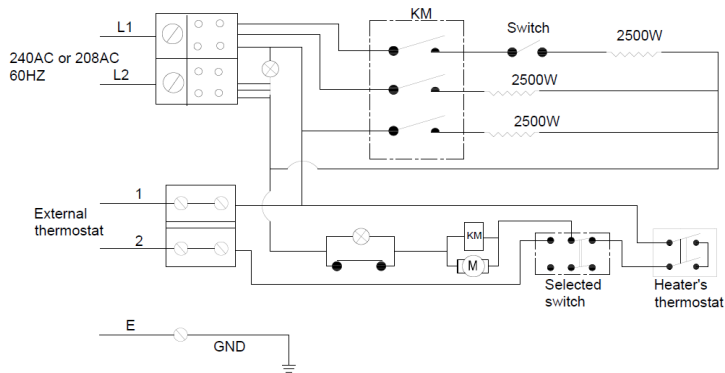 KM
L1
Switch
2500W
240AC or 208AC
60HZ
L2
2500W
2500W
1
External
thermostat
2
KM
M
Selected
switch
Heater's
thermostat
E
GND